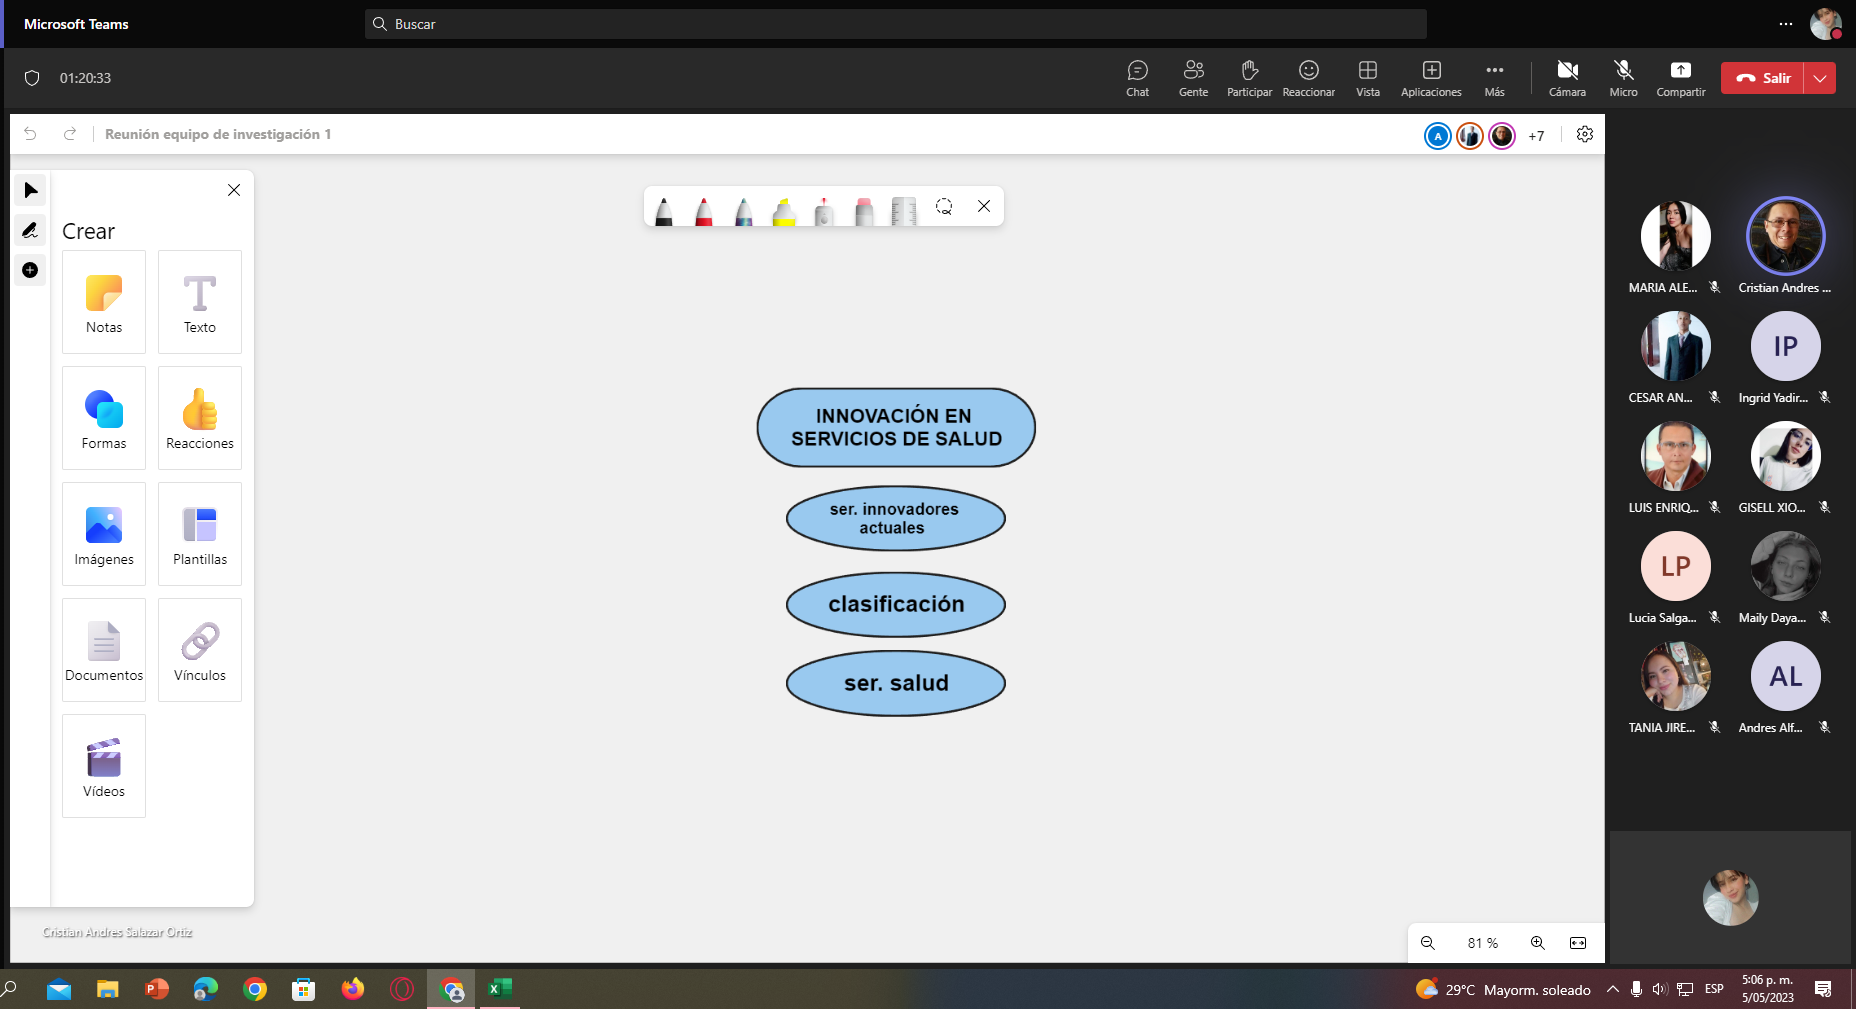 Microsoft Teams
Buscar
01:20:33
Chat
Gente
Participar
Reaccionar
Vista
Aplicaciones
Más
Cámara
Micro
Compartir
Salir
Reunión equipo de investigación 1
A
+7
Crear
Notas
Texto
Formas
Reacciones
Imágenes
Plantillas
Documentos
Vínculos
Vídeos
INNOVACIÓN EN
SERVICIOS DE SALUD
ser. innovadores
actuales
clasificación
ser. salud
MARIA ALE...
Cristian Andres ...
CESAR AN...
IP
Ingrid Yadir...
LUIS ENRIQ...
GISELL XIO...
LP
Lucia Salga...
Maily Daya...
TANIA JIRE...
AL
Andres Alf...
Cristian Andres Salazar Ortiz
81 %
29°C Mayorm. soleado
ESP
5:06 p. m.
5/05/2023